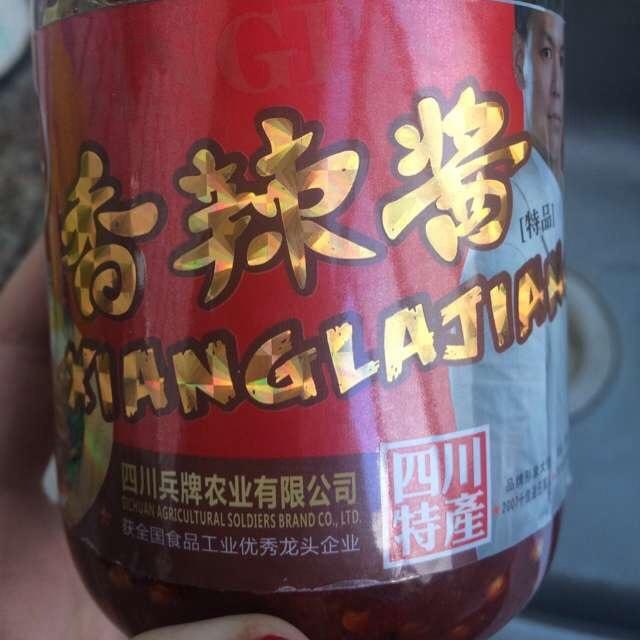 香辣酱
[特品]
XIANGLAJIAN
四川兵牌农业有限公司
SICHUAN AGRICULTURAL SOLDIERS BRAND CO., LTD.
获全国食品工业优秀龙头企业
四川
特產